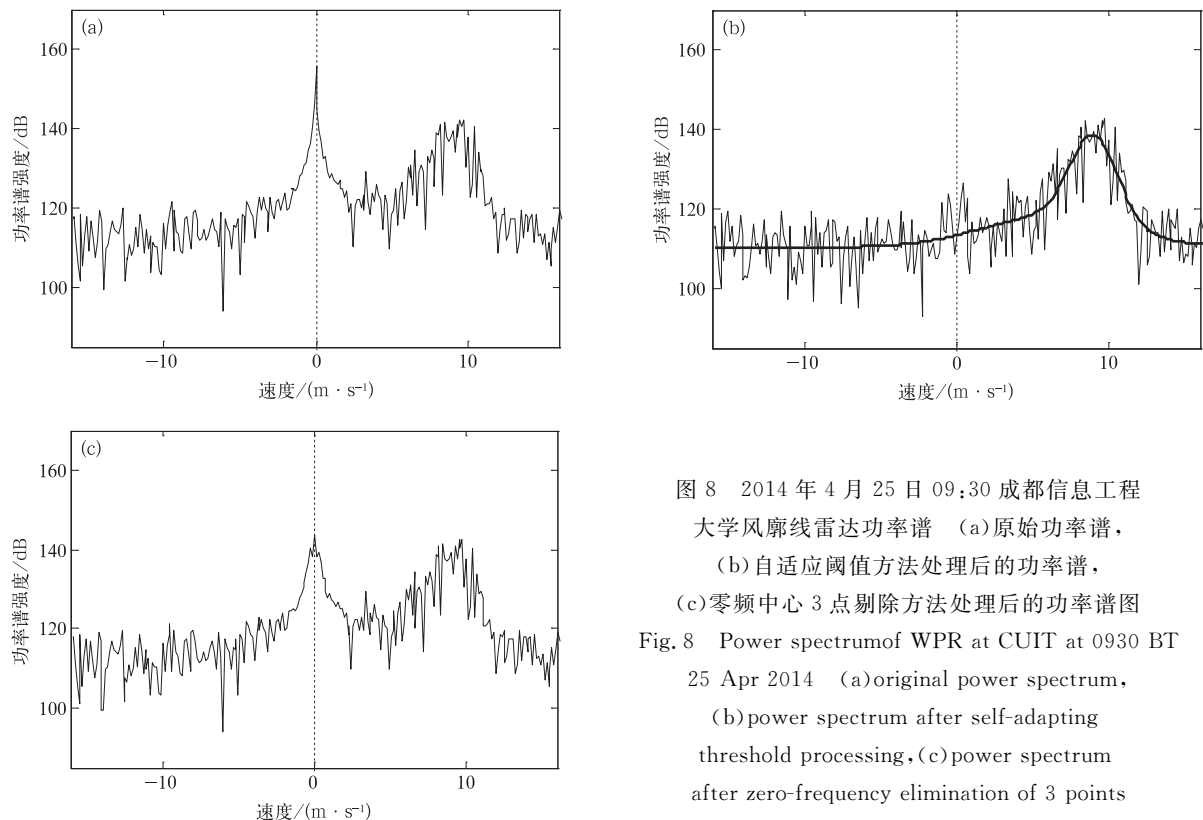 (a)
160
140
120
100
功率谱强度/dB
−10
0
10
速度/(m · s⁻¹)
(b)
160
140
120
100
功率谱强度/dB
−10
0
10
速度/(m · s⁻¹)
(c)
160
140
120
100
功率谱强度/dB
−10
0
10
速度/(m · s⁻¹)
图 8 2014 年 4 月 25 日 09:30 成都信息工程
大学风廓线雷达功率谱 (a)原始功率谱,
(b)自适应阈值方法处理后的功率谱,
(c)零频中心 3 点剔除方法处理后的功率谱图
Fig. 8 Power spectrumof WPR at CUIT at 0930 BT
25 Apr 2014 (a)original power spectrum,
(b)power spectrum after self-adapting
threshold processing,(c)power spectrum
after zero-frequency elimination of 3 points